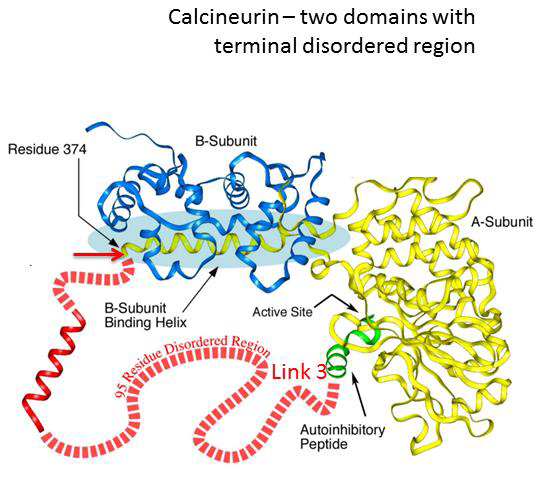 Calcineurin – two domains with
terminal disordered region
B-Subunit
Residue 374
A-Subunit
B-Subunit
Binding Helix
Active Site
95 Residue Disordered Region
Link 3
Autoinhibitory
Peptide